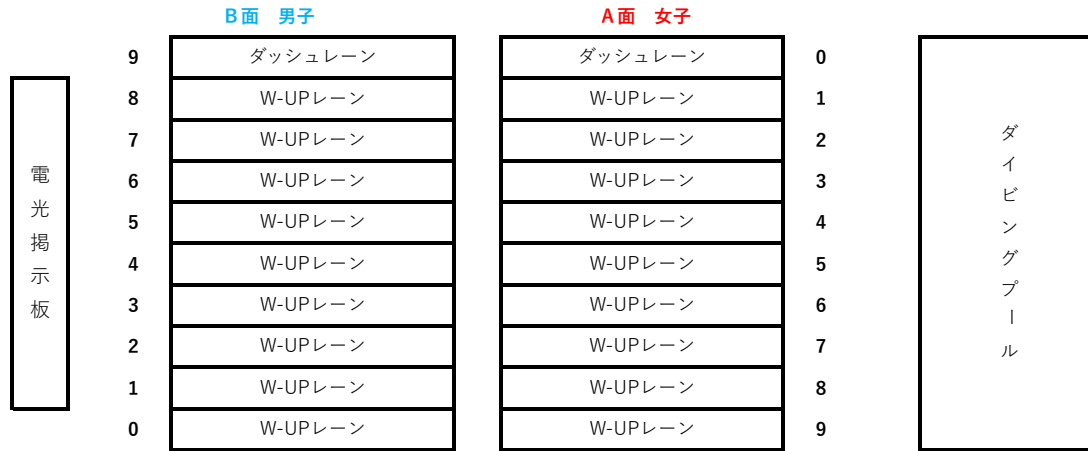 B面　男子
A面　女子
9 ダッシュレーン ダッシュレーン 0
8 W-UPレーン W-UPレーン 1
7 W-UPレーン W-UPレーン 2
6 W-UPレーン W-UPレーン 3
5 W-UPレーン W-UPレーン 4
4 W-UPレーン W-UPレーン 5
3 W-UPレーン W-UPレーン 6
2 W-UPレーン W-UPレーン 7
1 W-UPレーン W-UPレーン 8
0 W-UPレーン W-UPレーン 9
電光掲示板
ダイビングプール